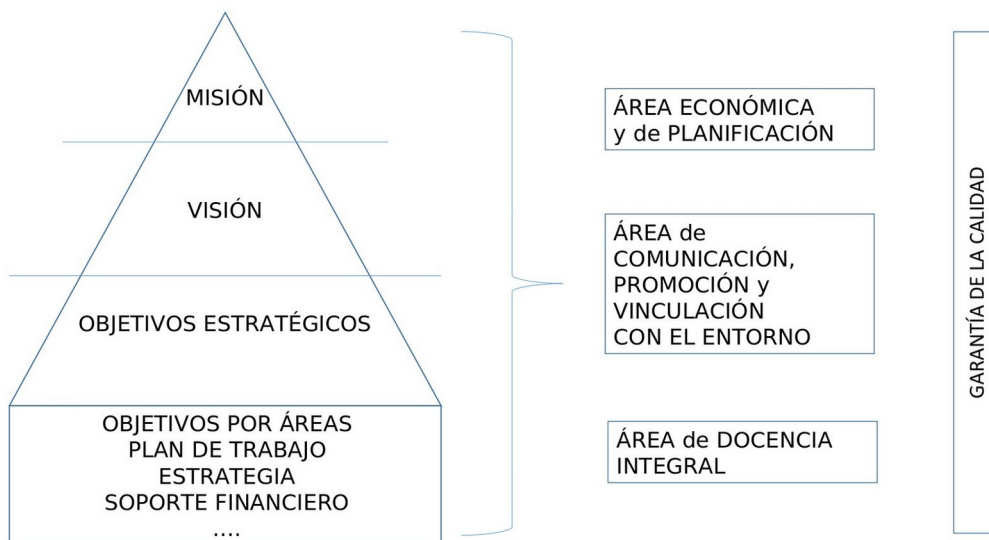 MISIÓN
VISIÓN
OBJETIVOS ESTRATÉGICOS
OBJETIVOS POR ÁREAS
PLAN DE TRABAJO
ESTRATEGIA
SOPORTE FINANCIERO
....
ÁREA ECONÓMICA
y de PLANIFICACIÓN
ÁREA de
COMUNICACIÓN,
PROMOCIÓN y
VINCULACIÓN
CON EL ENTORNO
ÁREA de DOCENCIA
INTEGRAL
GARANTÍA DE LA CALIDAD